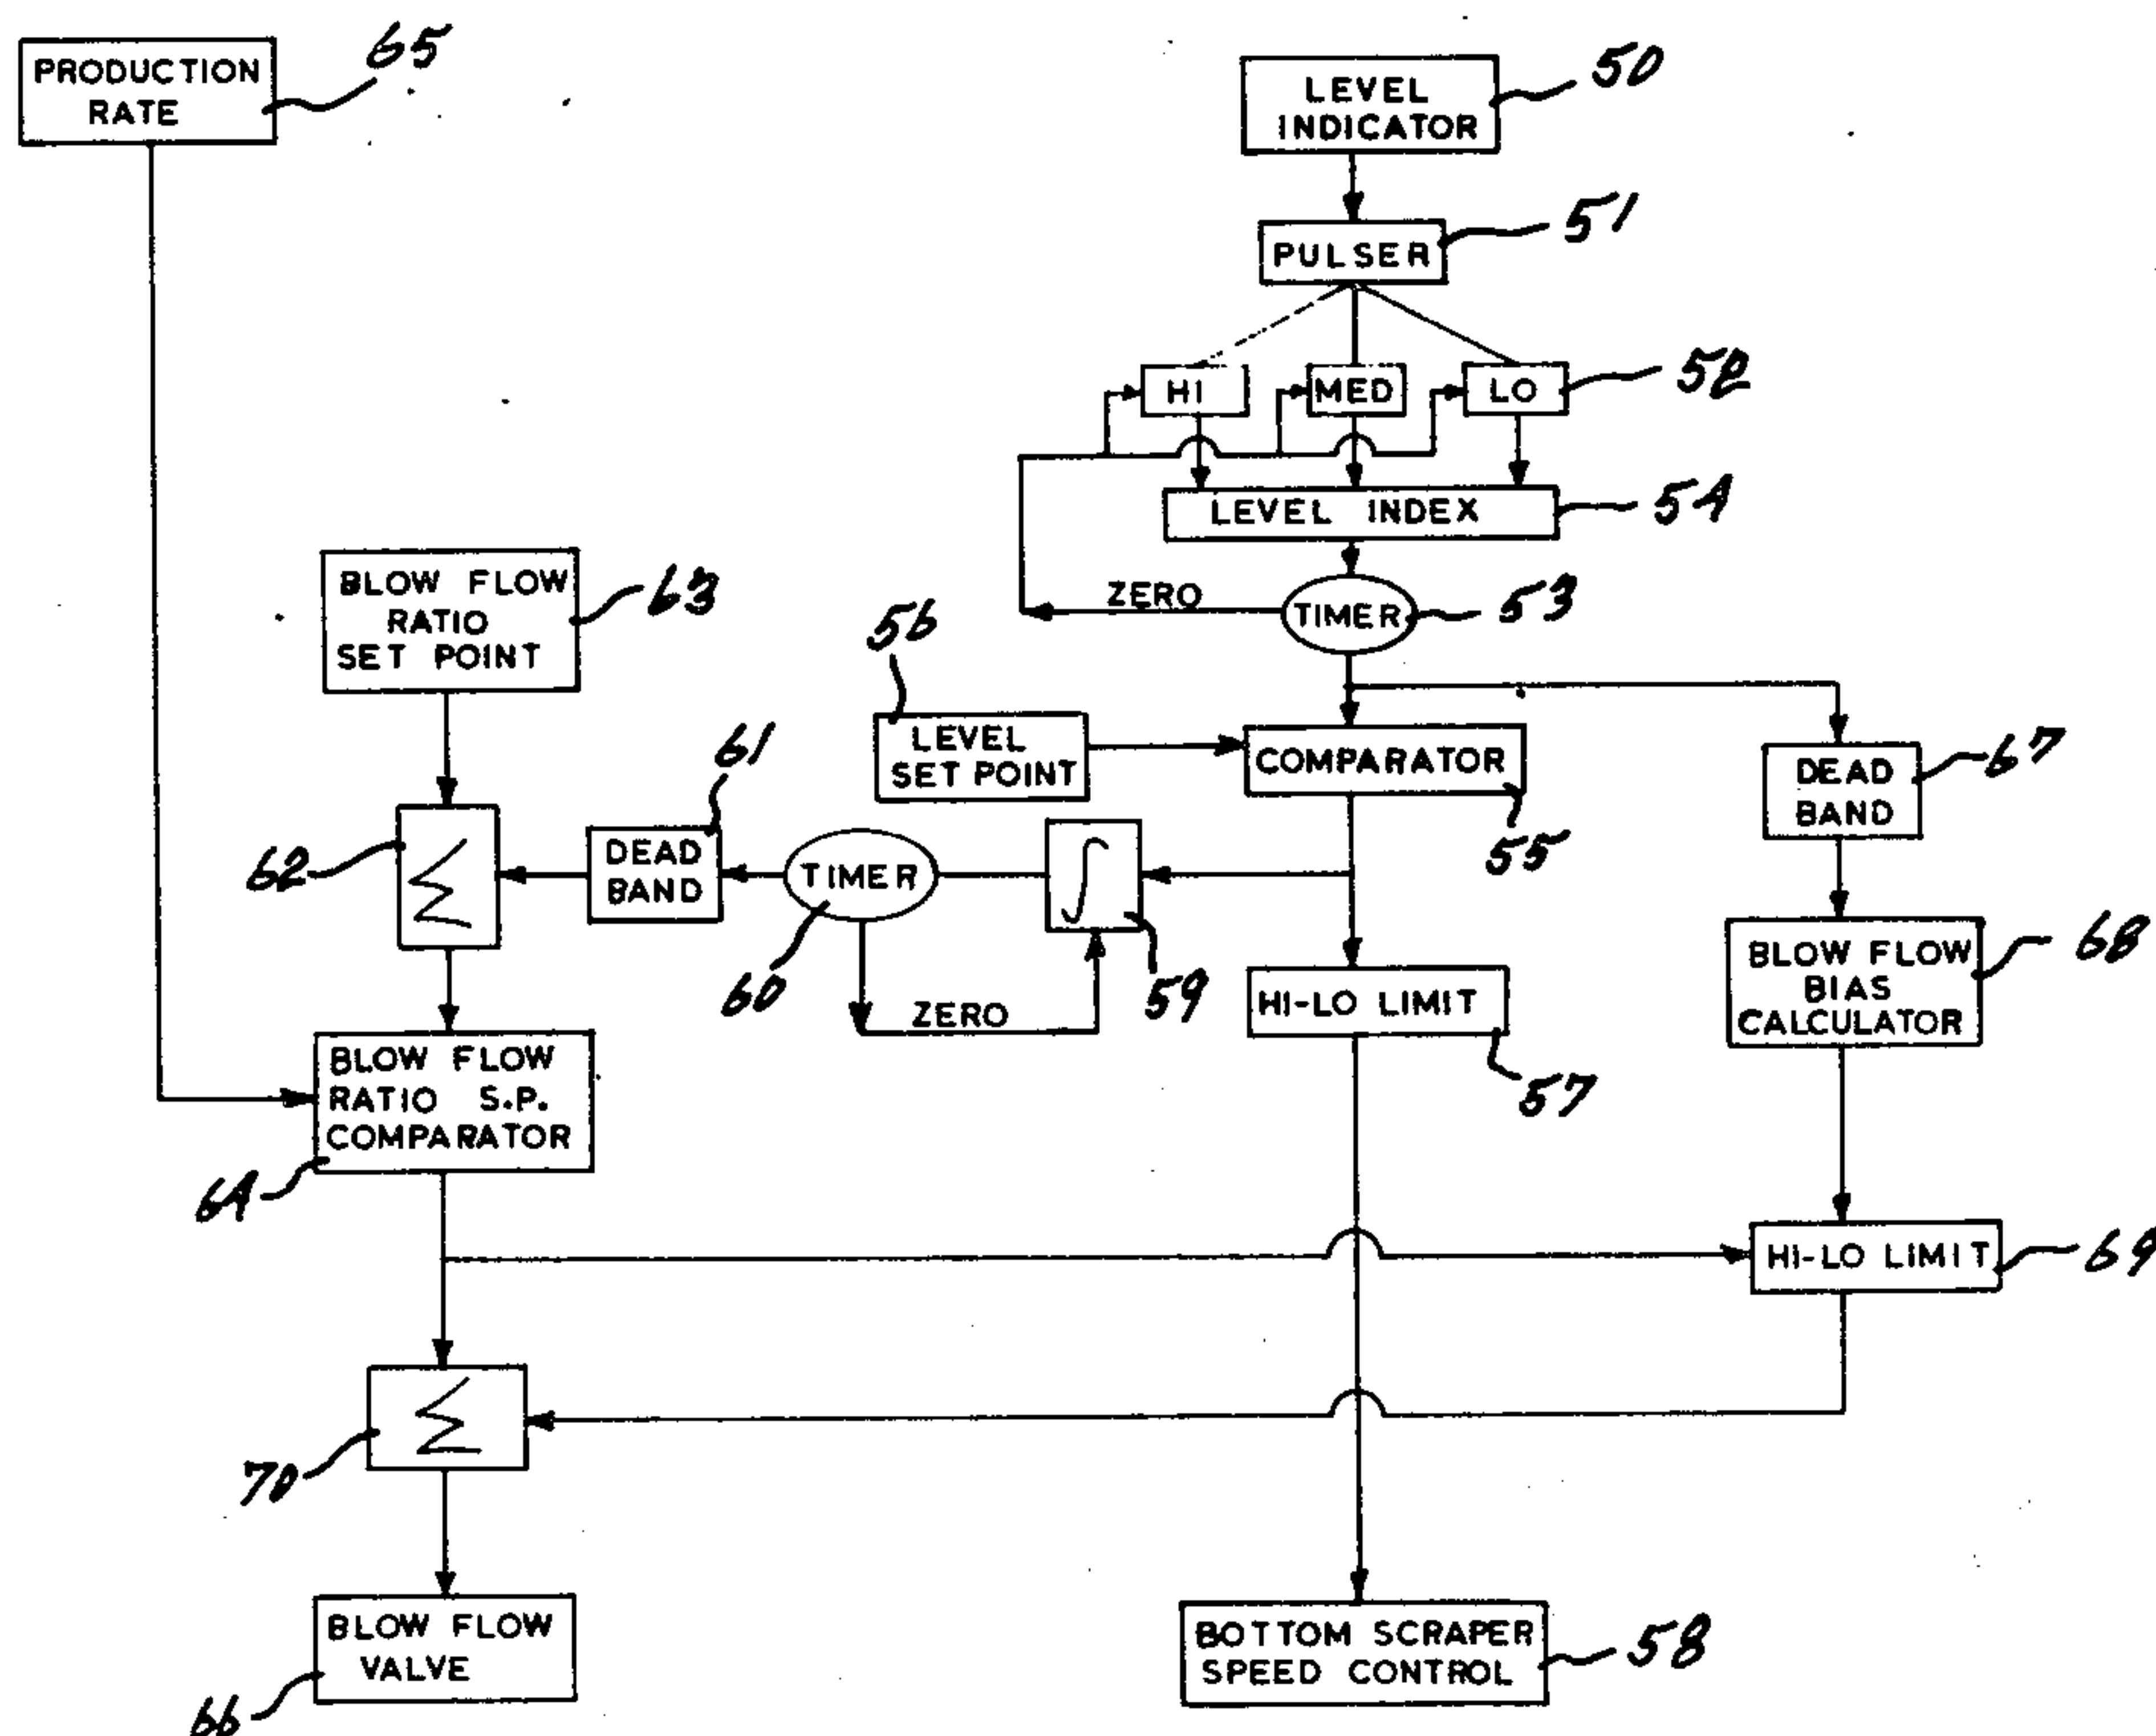 PRODUCTION
RATE
65
LEVEL
INDICATOR
50
PULSER
51
HI
MED
LO
52
LEVEL INDEX
54
ZERO
TIMER
53
BLOW FLOW
RATIO
SET POINT
63
56
LEVEL
SET POINT
COMPARATOR
55
DEAD
BAND
67
61
62
Σ
DEAD
BAND
TIMER
60
∫
59
ZERO
HI-LO LIMIT
57
BLOW FLOW
BIAS
CALCULATOR
68
BLOW FLOW
RATIO S.P.
COMPARATOR
64
HI-LO LIMIT
69
Σ
70
BLOW FLOW
VALVE
66
BOTTOM SCRAPER
SPEED CONTROL
58